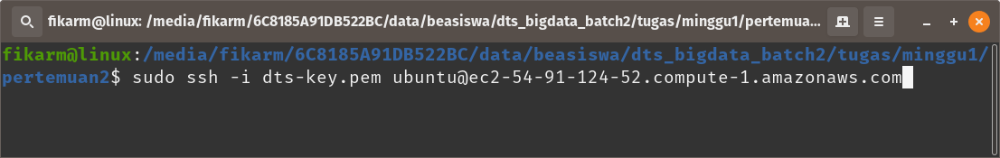 fikarm@linux: /media/fikarm/6C8185A91DB522BC/data/beasiswa/dts_bigdata_batch2/tugas/minggu1/pertemua...
fikarm@linux:/media/fikarm/6C8185A91DB522BC/data/beasiswa/dts_bigdata_batch2/tugas/minggu1/
pertemuan2$ sudo ssh -i dts-key.pem ubuntu@ec2-54-91-124-52.compute-1.amazonaws.com